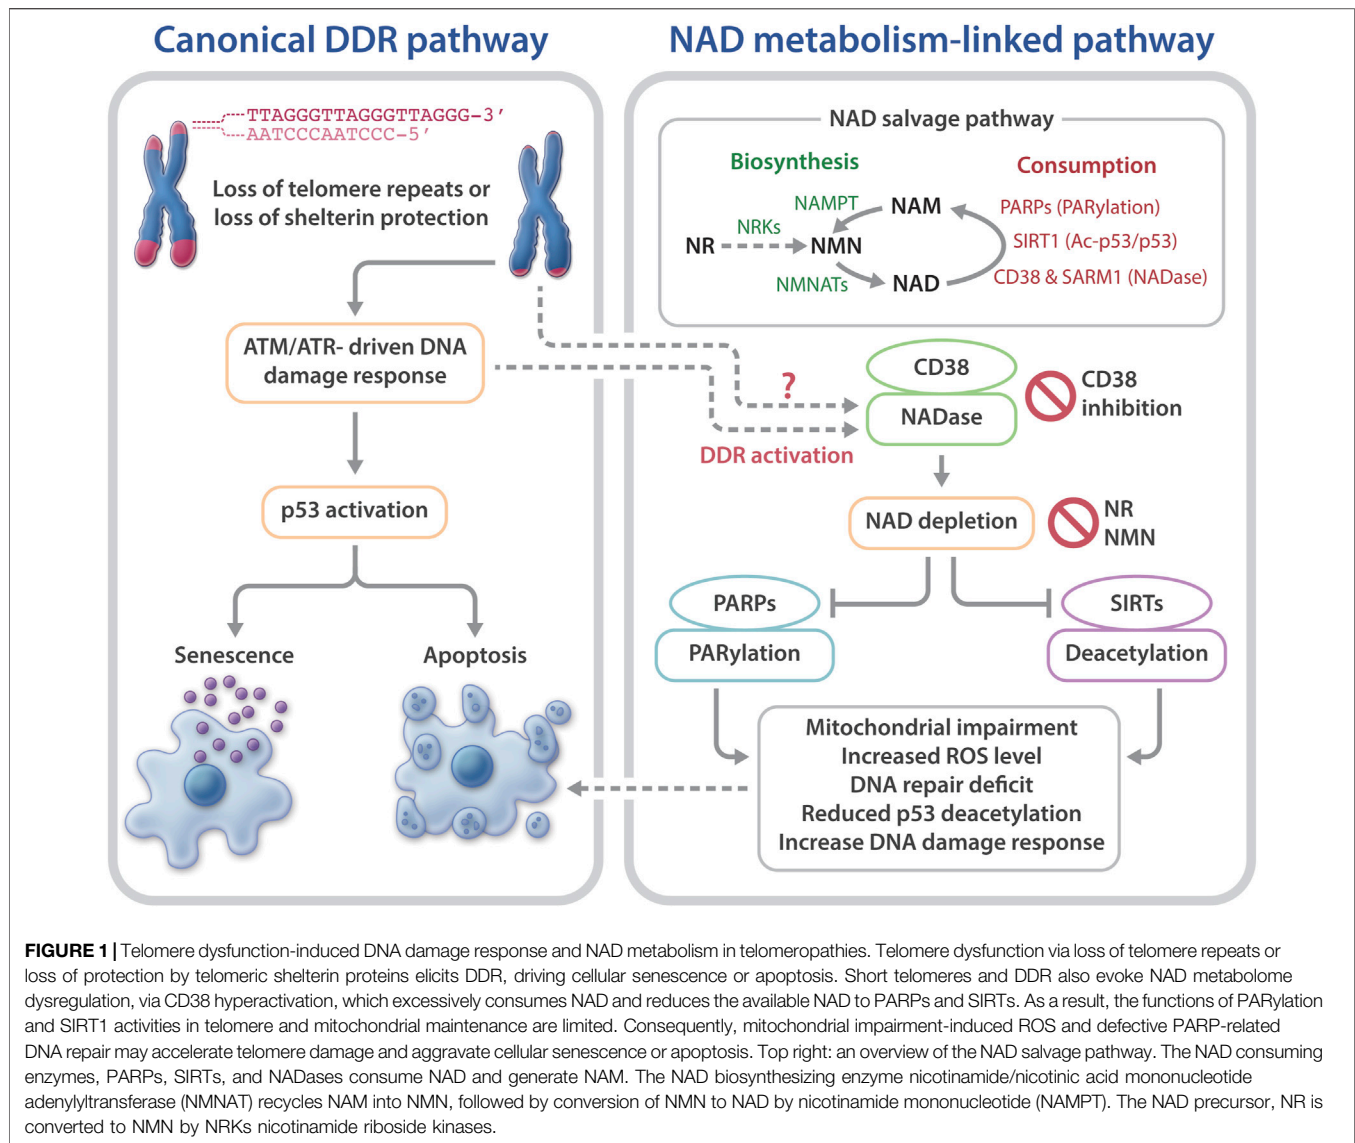 Canonical DDR pathway
NAD metabolism-linked pathway
TTAGGGTTAGGGTTAGGG-3′
AATCCCAATCCC-5′
Loss of telomere repeats or
loss of shelterin protection
ATM/ATR- driven DNA
damage response
p53 activation
Senescence
Apoptosis
NAD salvage pathway
Biosynthesis
Consumption
NAMPT
NAM
PARPs (PARylation)
NRKs
NR
NMN
SIRT1 (Ac-p53/p53)
NMNATs
NAD
CD38 & SARM1 (NADase)
?
DDR activation
CD38
NADase
CD38
inhibition
NAD depletion
NR
NMN
PARPs
PARylation
SIRTs
Deacetylation
Mitochondrial impairment
Increased ROS level
DNA repair deficit
Reduced p53 deacetylation
Increase DNA damage response
FIGURE 1 | Telomere dysfunction-induced DNA damage response and NAD metabolism in telomeropathies. Telomere dysfunction via loss of telomere repeats or
loss of protection by telomeric shelterin proteins elicits DDR, driving cellular senescence or apoptosis. Short telomeres and DDR also evoke NAD metabolome
dysregulation, via CD38 hyperactivation, which excessively consumes NAD and reduces the available NAD to PARPs and SIRTs. As a result, the functions of PARylation
and SIRT1 activities in telomere and mitochondrial maintenance are limited. Consequently, mitochondrial impairment-induced ROS and defective PARP-related
DNA repair may accelerate telomere damage and aggravate cellular senescence or apoptosis. Top right: an overview of the NAD salvage pathway. The NAD consuming
enzymes, PARPs, SIRTs, and NADases consume NAD and generate NAM. The NAD biosynthesizing enzyme nicotinamide/nicotinic acid mononucleotide
adenylyltransferase (NMNAT) recycles NAM into NMN, followed by conversion of NMN to NAD by nicotinamide mononucleotide (NAMPT). The NAD precursor, NR is
converted to NMN by NRKs nicotinamide riboside kinases.